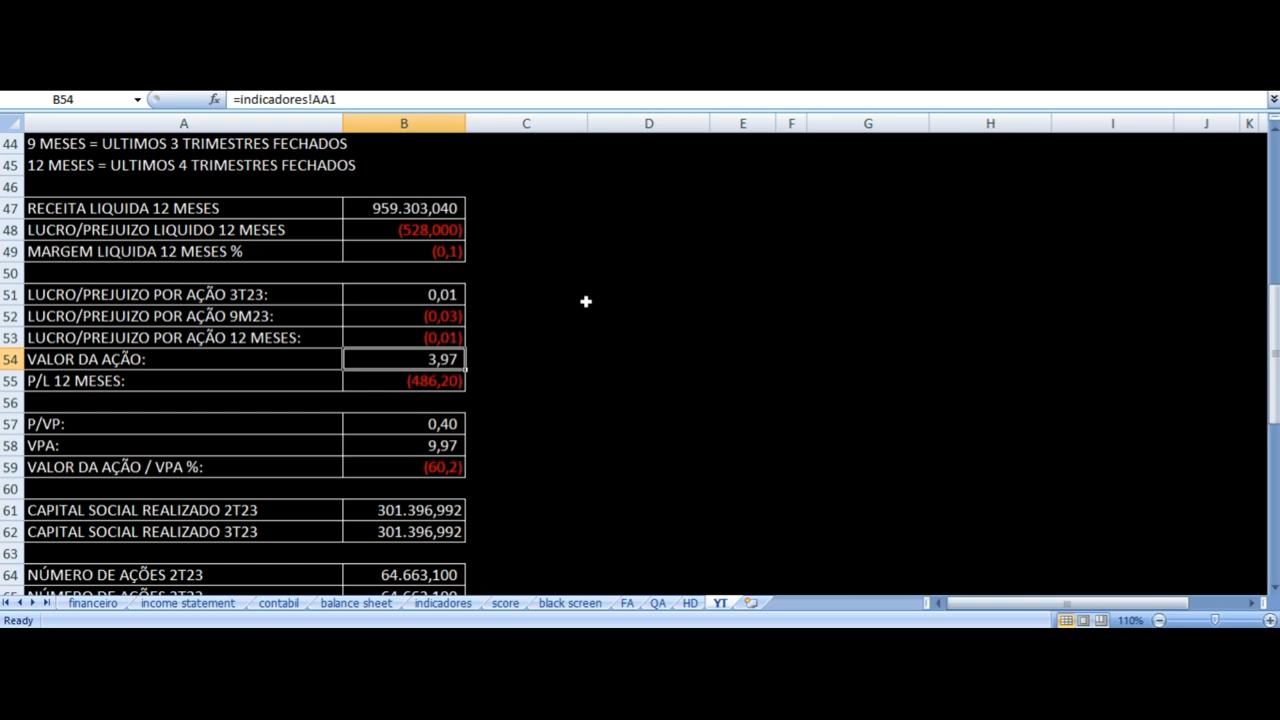 B54 fx =indicadores!AA1
A B C D E F G H I J K
44 9 MESES = ULTIMOS 3 TRIMESTRES FECHADOS
45 12 MESES = ULTIMOS 4 TRIMESTRES FECHADOS
46
47 RECEITA LIQUIDA 12 MESES 959.303,040
48 LUCRO/PREJUIZO LIQUIDO 12 MESES (528,000)
49 MARGEM LIQUIDA 12 MESES % (0,1)
50
51 LUCRO/PREJUIZO POR AÇÃO 3T23: 0,01
52 LUCRO/PREJUIZO POR AÇÃO 9M23: (0,03)
53 LUCRO/PREJUIZO POR AÇÃO 12 MESES: (0,01)
54 VALOR DA AÇÃO: 3,97
55 P/L 12 MESES: (486,20)
56
57 P/VP: 0,40
58 VPA: 9,97
59 VALOR DA AÇÃO / VPA %: (60,2)
60
61 CAPITAL SOCIAL REALIZADO 2T23 301.396,992
62 CAPITAL SOCIAL REALIZADO 3T23 301.396,992
63
64 NÚMERO DE AÇÕES 2T23 64.663,100
financeiro income statement contabil balance sheet indicadores score black screen FA QA HD YT
Ready 110%